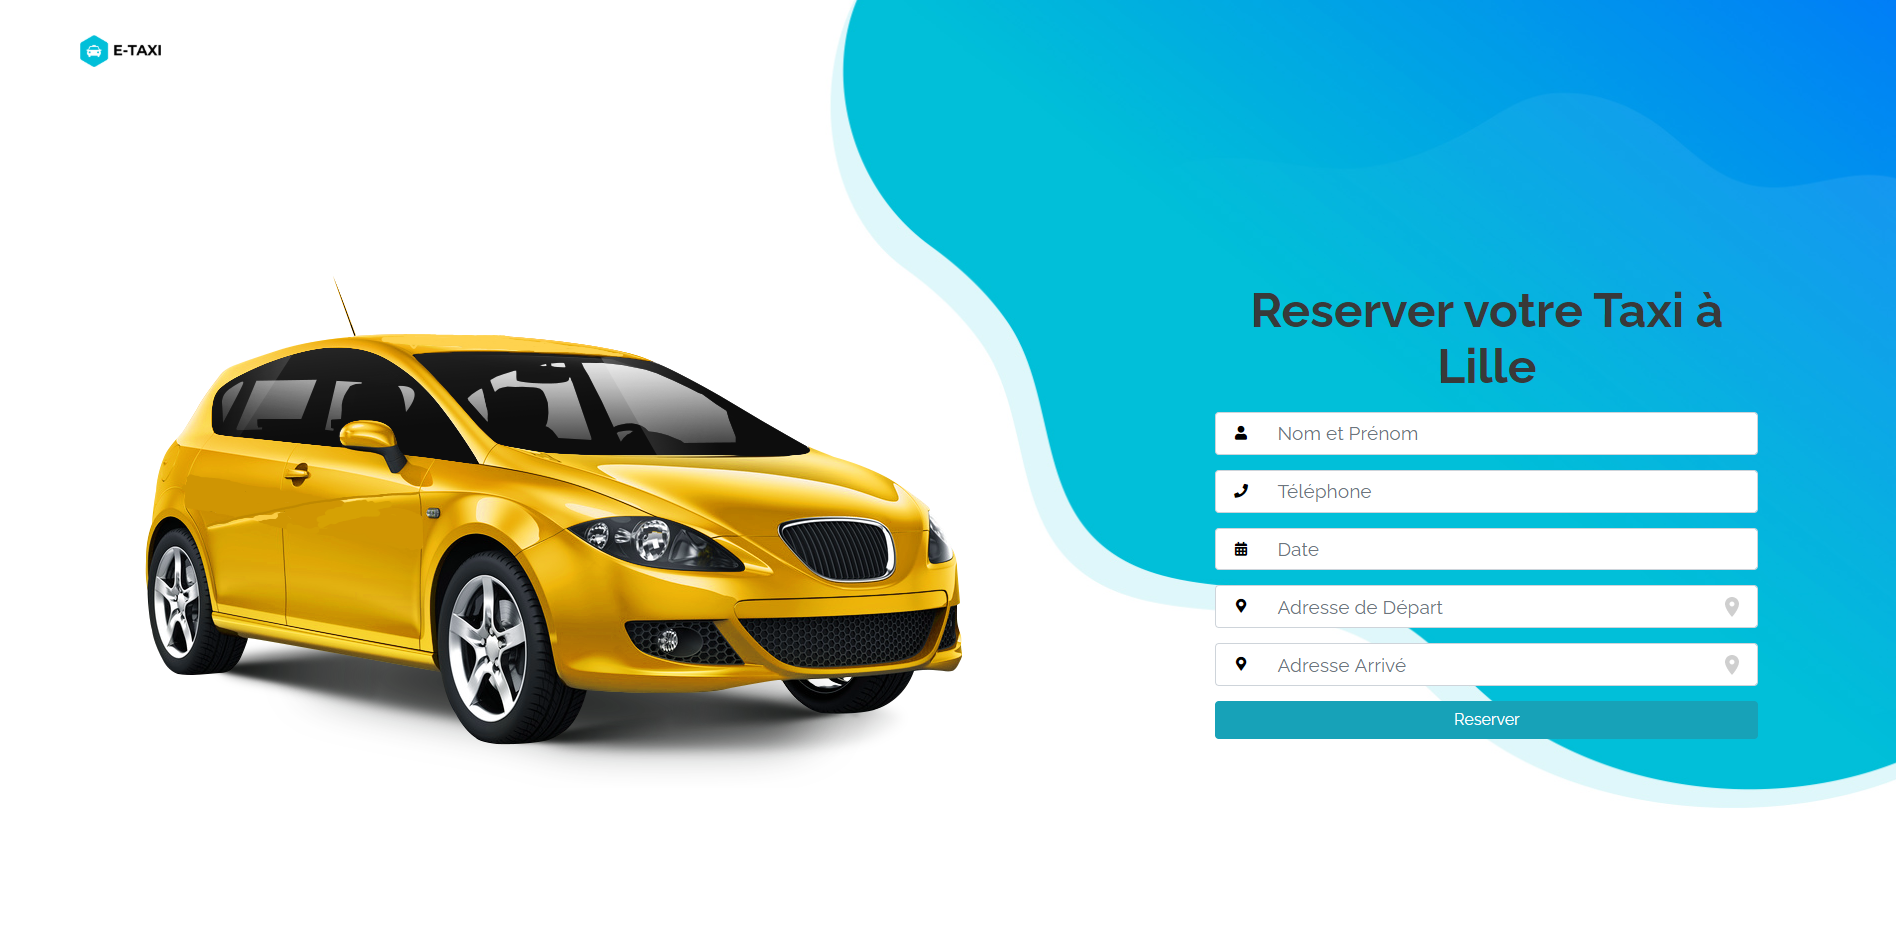 E-TAXI
Reserver votre Taxi à
Lille
Nom et Prénom
Téléphone
Date
Adresse de Départ
Adresse Arrivé
Reserver